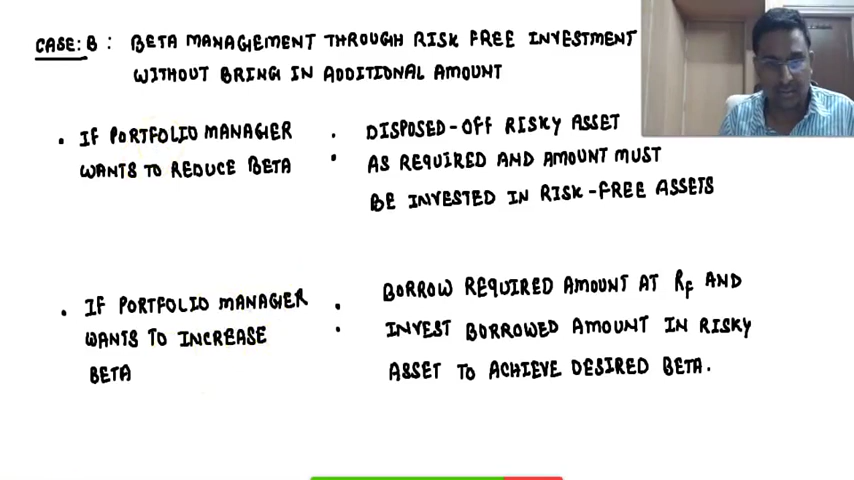 CASE: B : BETA MANAGEMENT THROUGH RISK FREE INVESTMENT
WITHOUT BRING IN ADDITIONAL AMOUNT
. IF PORTFOLIO MANAGER
WANTS TO REDUCE BETA
. DISPOSED-OFF RISKY ASSET
. AS REQUIRED AND AMOUNT MUST
BE INVESTED IN RISK-FREE ASSETS
. IF PORTFOLIO MANAGER
WANTS TO INCREASE
BETA
. BORROW REQUIRED AMOUNT AT Rf AND
. INVEST BORROWED AMOUNT IN RISKY
ASSET TO ACHIEVE DESIRED BETA.